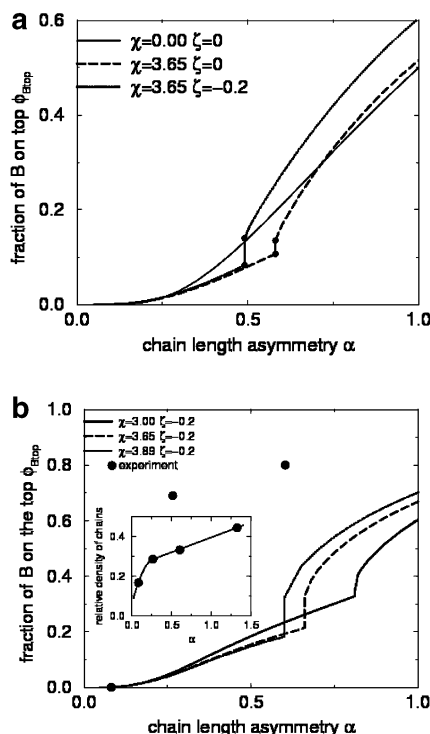 a
χ=0.00 ζ=0
χ=3.65 ζ=0
χ=3.65 ζ=−0.2
fraction of B on top ϕBtop
0.6
0.4
0.2
0.0
0.0 0.5 1.0
chain length asymmetry α
b
χ=3.00 ζ=−0.2
χ=3.65 ζ=−0.2
χ=3.89 ζ=−0.2
experiment
fraction of B on the top ϕBtop
1.0
0.8
0.6
0.4
0.2
0.0
relative density of chains
0.4
0.2
0.0
0.0 0.5 1.0 1.5
α
0.0 0.5 1.0
chain length asymmetry α